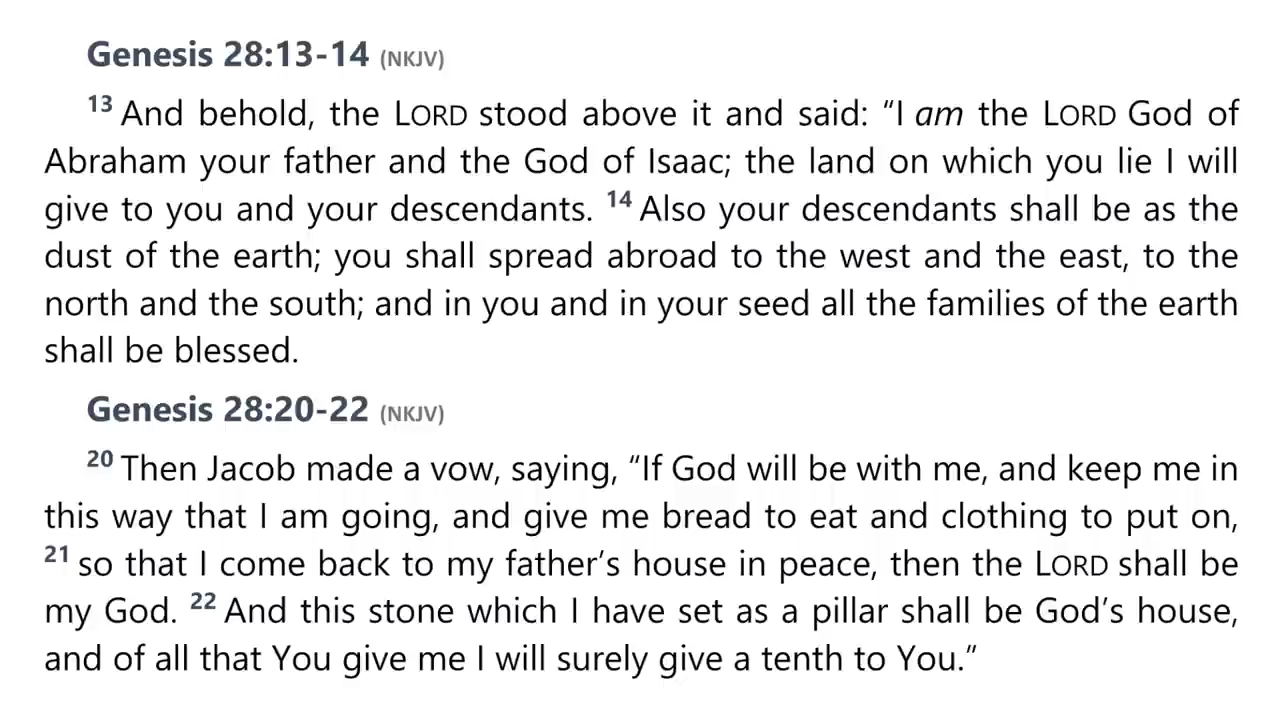 Genesis 28:13-14 (NKJV)
13 And behold, the LORD stood above it and said: “I am the LORD God of
Abraham your father and the God of Isaac; the land on which you lie I will
give to you and your descendants. 14 Also your descendants shall be as the
dust of the earth; you shall spread abroad to the west and the east, to the
north and the south; and in you and in your seed all the families of the earth
shall be blessed.
Genesis 28:20-22 (NKJV)
20 Then Jacob made a vow, saying, “If God will be with me, and keep me in
this way that I am going, and give me bread to eat and clothing to put on,
21 so that I come back to my father’s house in peace, then the LORD shall be
my God. 22 And this stone which I have set as a pillar shall be God’s house,
and of all that You give me I will surely give a tenth to You.”